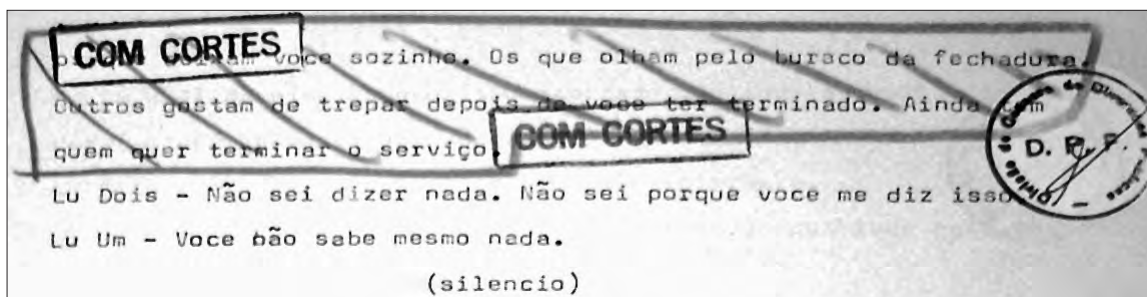 COM CORTES
voce sozinho. Os que olham pelo buraco da fechadura.
Outros gostam de trepar depois de voce ter terminado. Ainda tem
quem quer terminar o serviço.
COM CORTES
D. P. F.
Lu Dois - Não sei dizer nada. Não sei porque voce me diz isso
Lu Um - Voce não sabe mesmo nada.
(silencio)